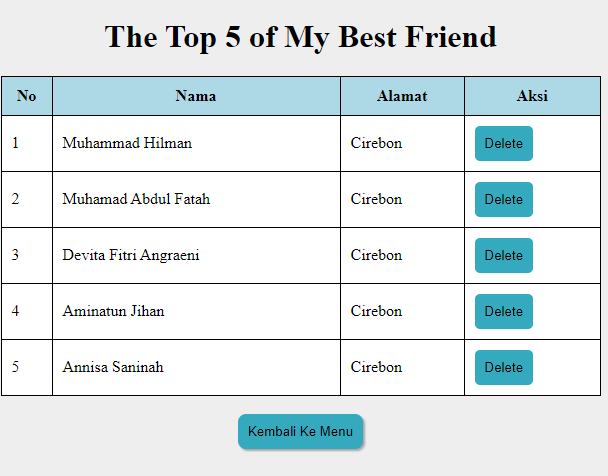 The Top 5 of My Best Friend
No Nama Alamat Aksi
1 Muhammad Hilman Cirebon Delete
2 Muhamad Abdul Fatah Cirebon Delete
3 Devita Fitri Angraeni Cirebon Delete
4 Aminatun Jihan Cirebon Delete
5 Annisa Saninah Cirebon Delete
Kembali Ke Menu